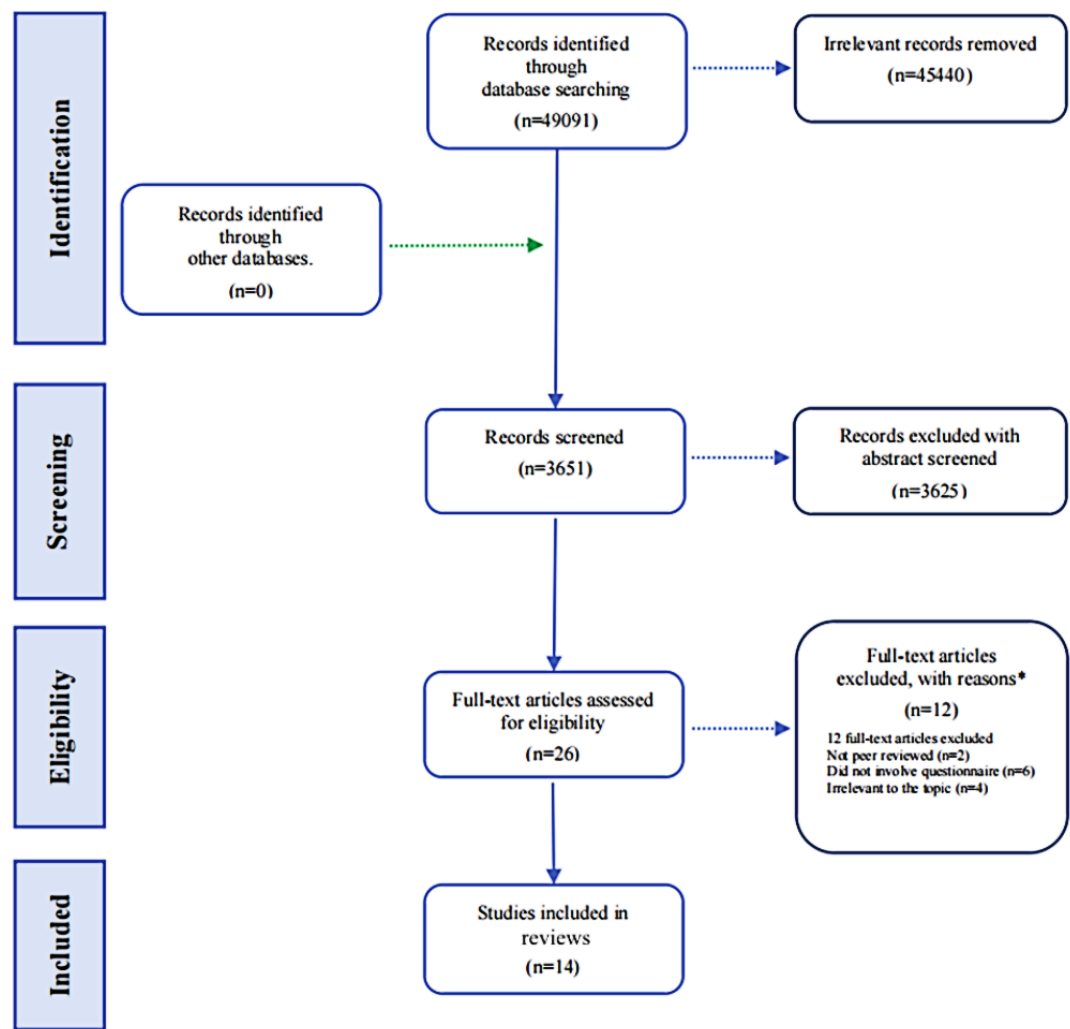 Identification
Records identified
through
database searching
(n=49091)
Irrelevant records removed
(n=45440)
Records identified
through
other databases.
(n=0)
Screening
Records screened
(n=3651)
Records excluded with
abstract screened
(n=3625)
Eligibility
Full-text articles assessed
for eligibility
(n=26)
Full-text articles
excluded, with reasons*
(n=12)
12 full-text articles excluded
Not peer reviewed (n=2)
Did not involve questionnaire (n=6)
Irrelevant to the topic (n=4)
Included
Studies included in
reviews
(n=14)